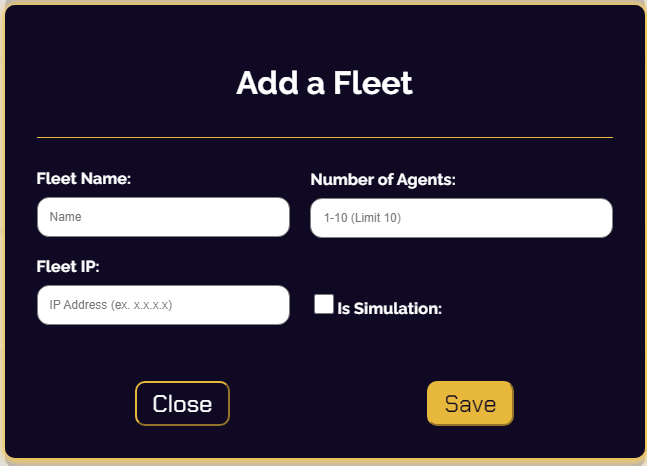 Add a Fleet
Fleet Name:
Number of Agents:
Name
1-10 (Limit 10)
Fleet IP:
IP Address (ex. x.x.x.x)
Is Simulation:
Close
Save